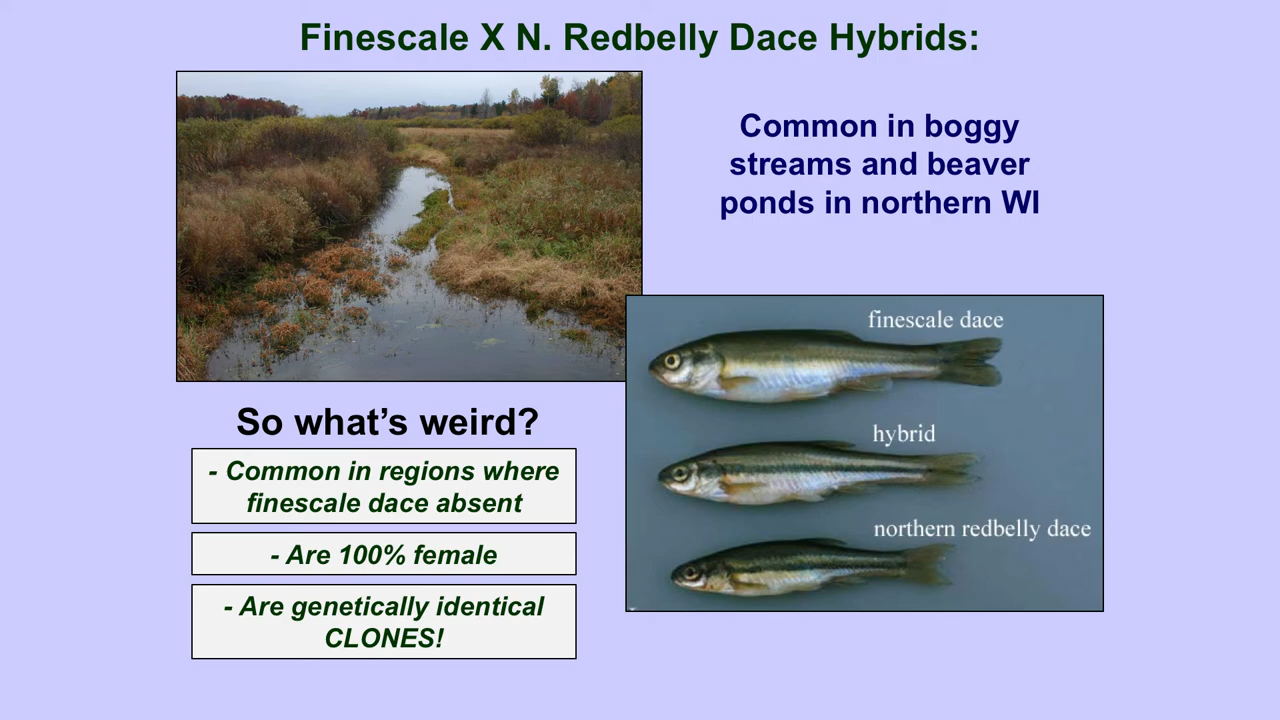 Finescale X N. Redbelly Dace Hybrids:
Common in boggy
streams and beaver
ponds in northern WI
finescale dace
hybrid
northern redbelly dace
So what’s weird?
- Common in regions where
finescale dace absent
- Are 100% female
- Are genetically identical
CLONES!